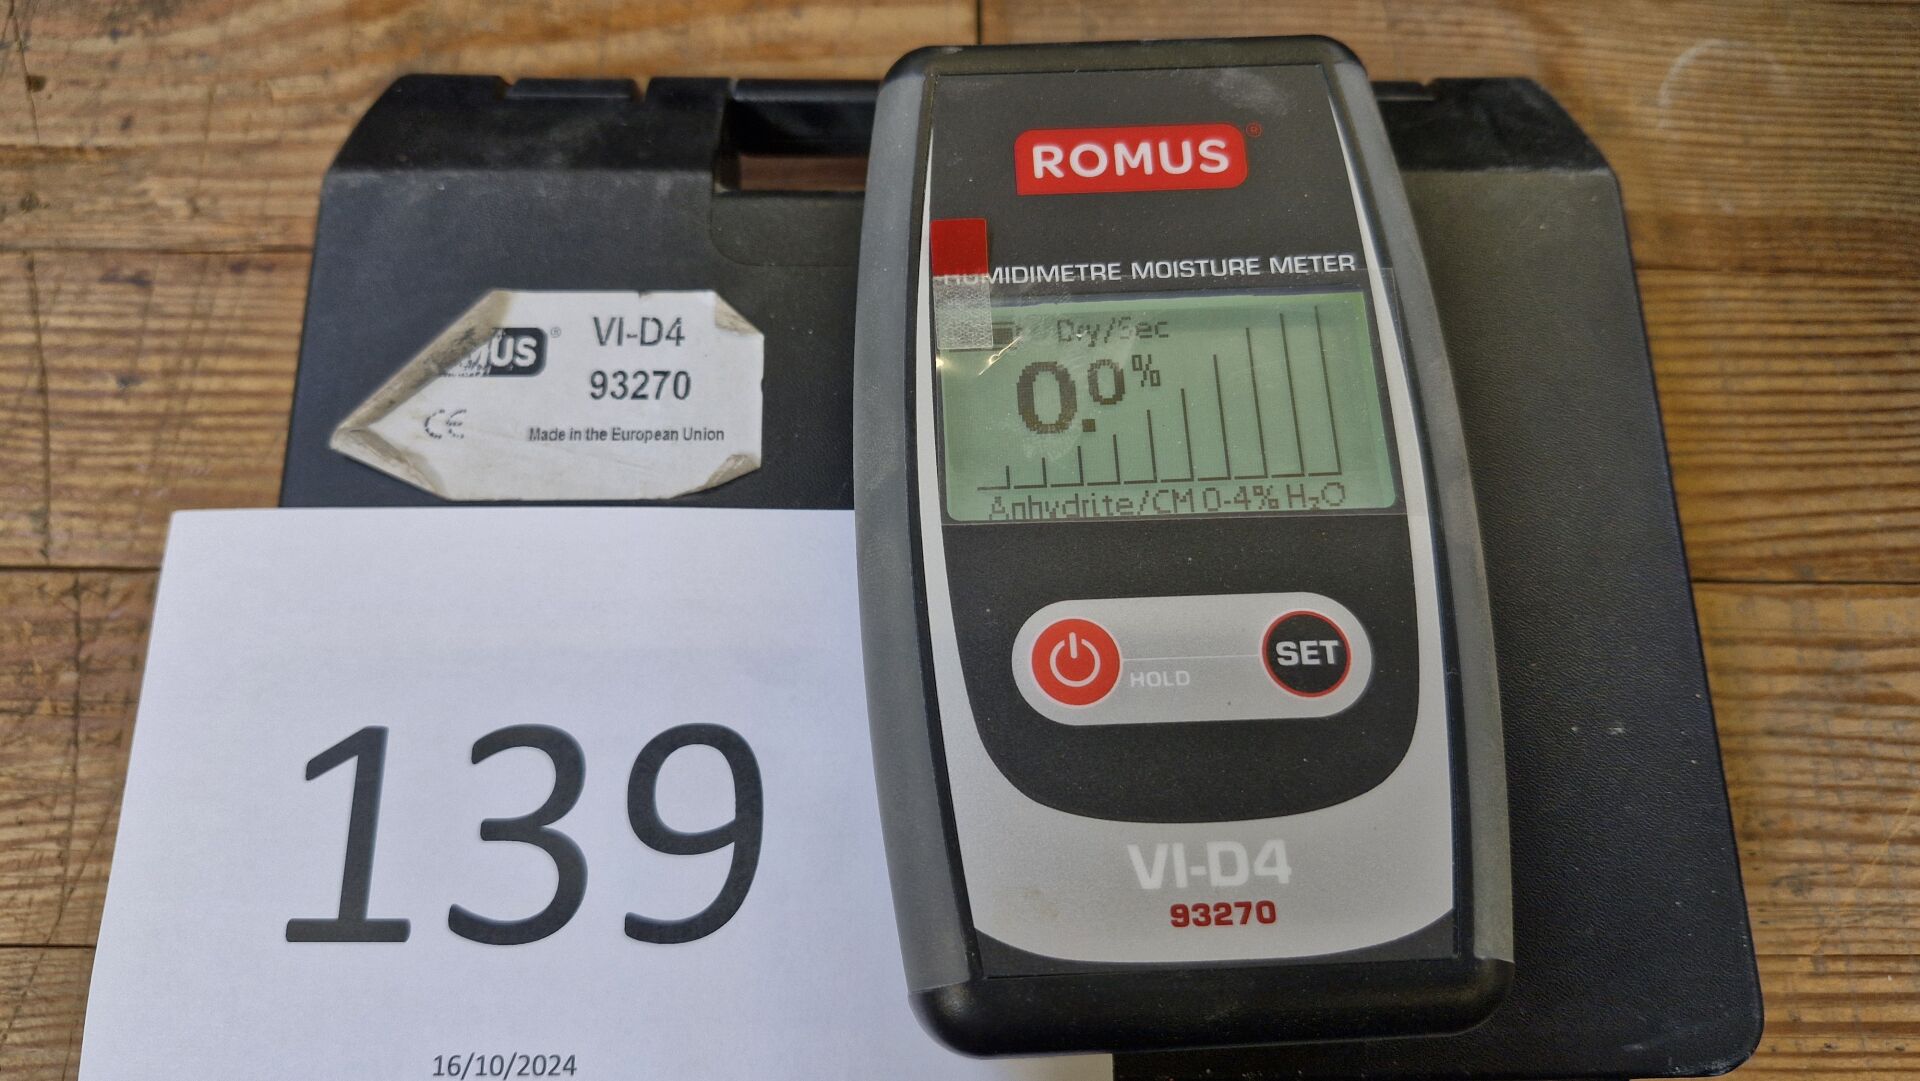 ROMUS®
HUMIDIMETRE MOISTURE METER
Dry/Sec
0.0%
Anhydrite/CM 0-4% H₂O
HOLD
SET
VI-D4
93270
® VI-D4
93270
CE
Made in the European Union
139
16/10/2024